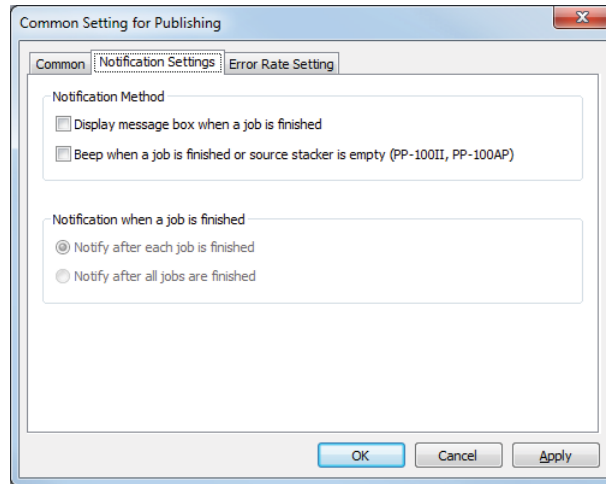 Common Setting for Publishing
Common
Notification Settings
Error Rate Setting
Notification Method
Display message box when a job is finished
Beep when a job is finished or source stacker is empty (PP-100II, PP-100AP)
Notification when a job is finished
Notify after each job is finished
Notify after all jobs are finished
OK
Cancel
Apply